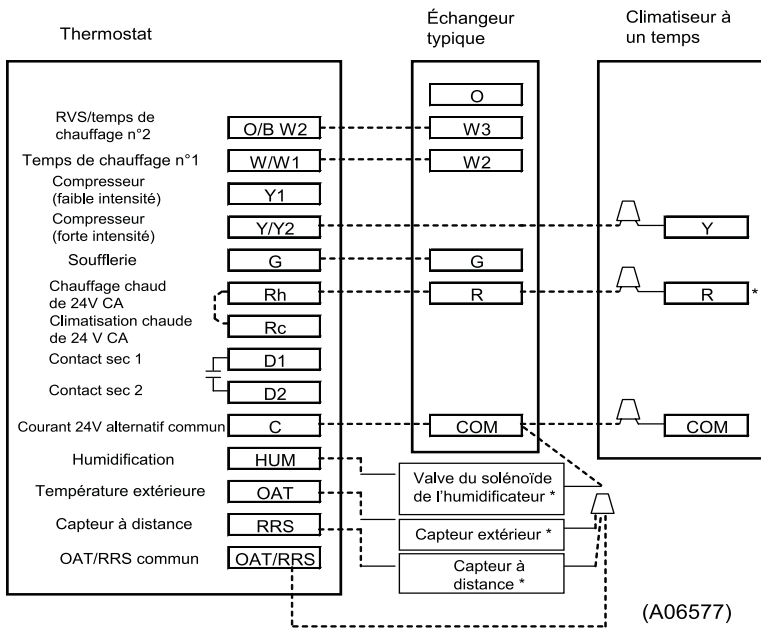 Thermostat
Échangeur
typique
Climatiseur à
un temps
O
RVS/temps de
chauffage n°2
O/B W2
W3
Temps de chauffage n°1
W/W1
W2
Compresseur
(faible intensité)
Y1
Compresseur
(forte intensité)
Y/Y2
Y
Soufflerie
G
G
Chauffage chaud
de 24V CA
Rh
R
R *
Climatisation chaude
de 24 V CA
Rc
Contact sec 1
D1
Contact sec 2
D2
Courant 24V alternatif commun
C
COM
COM
Humidification
HUM
Valve du solénoïde
de l'humidificateur *
Température extérieure
OAT
Capteur extérieur *
Capteur à distance
RRS
Capteur à
distance *
OAT/RRS commun
OAT/RRS
(A06577)